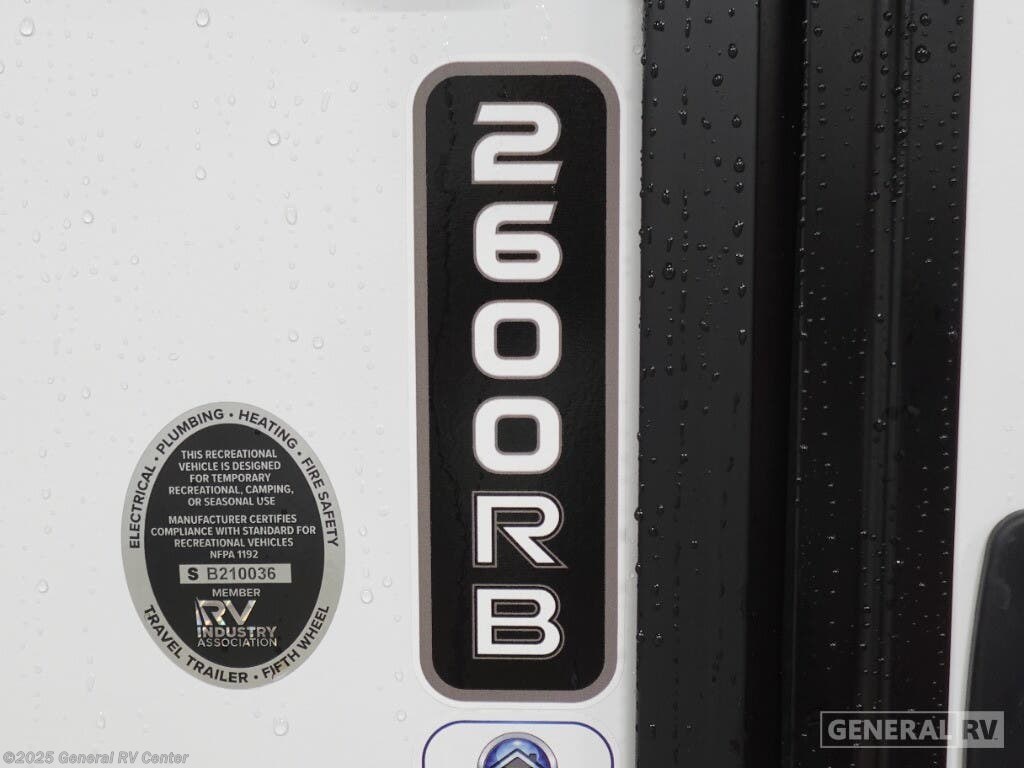 2600RB
ELECTRICAL • PLUMBING • HEATING • FIRE SAFETY
THIS RECREATIONAL
VEHICLE IS DESIGNED
FOR TEMPORARY
RECREATIONAL, CAMPING,
OR SEASONAL USE
MANUFACTURER CERTIFIES
COMPLIANCE WITH STANDARD FOR
RECREATIONAL VEHICLES
NFPA 1192
S B210036
MEMBER
RV
INDUSTRY
ASSOCIATION
TRAVEL TRAILER • FIFTH WHEEL
GENERAL RV
©2025 General RV Center